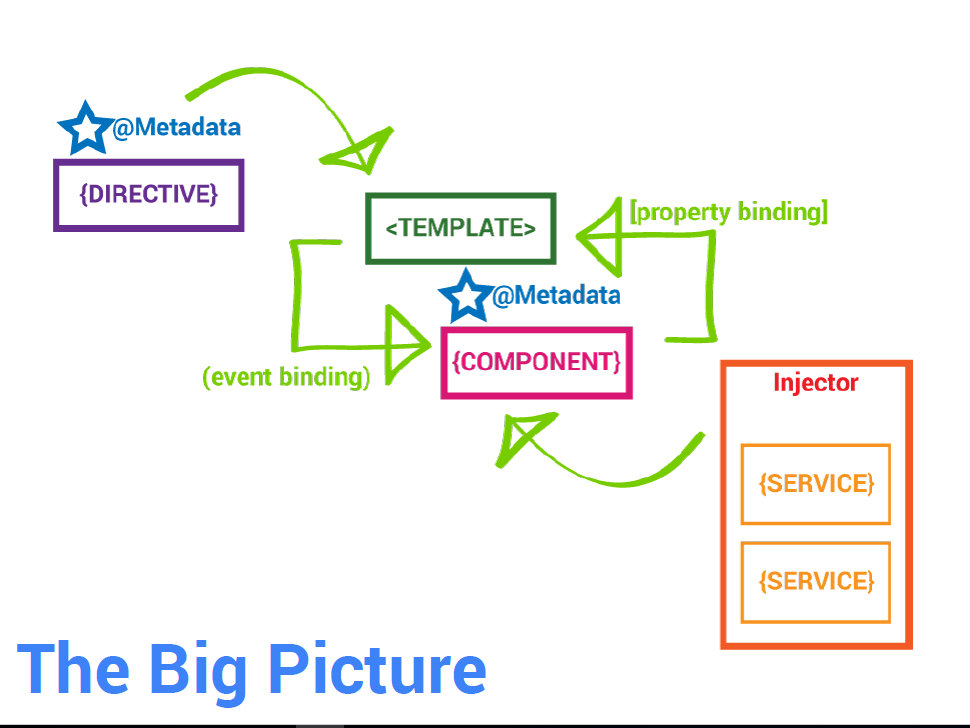 @Metadata
{DIRECTIVE}
<TEMPLATE>
[property binding]
@Metadata
{COMPONENT}
(event binding)
Injector
{SERVICE}
{SERVICE}
The Big Picture